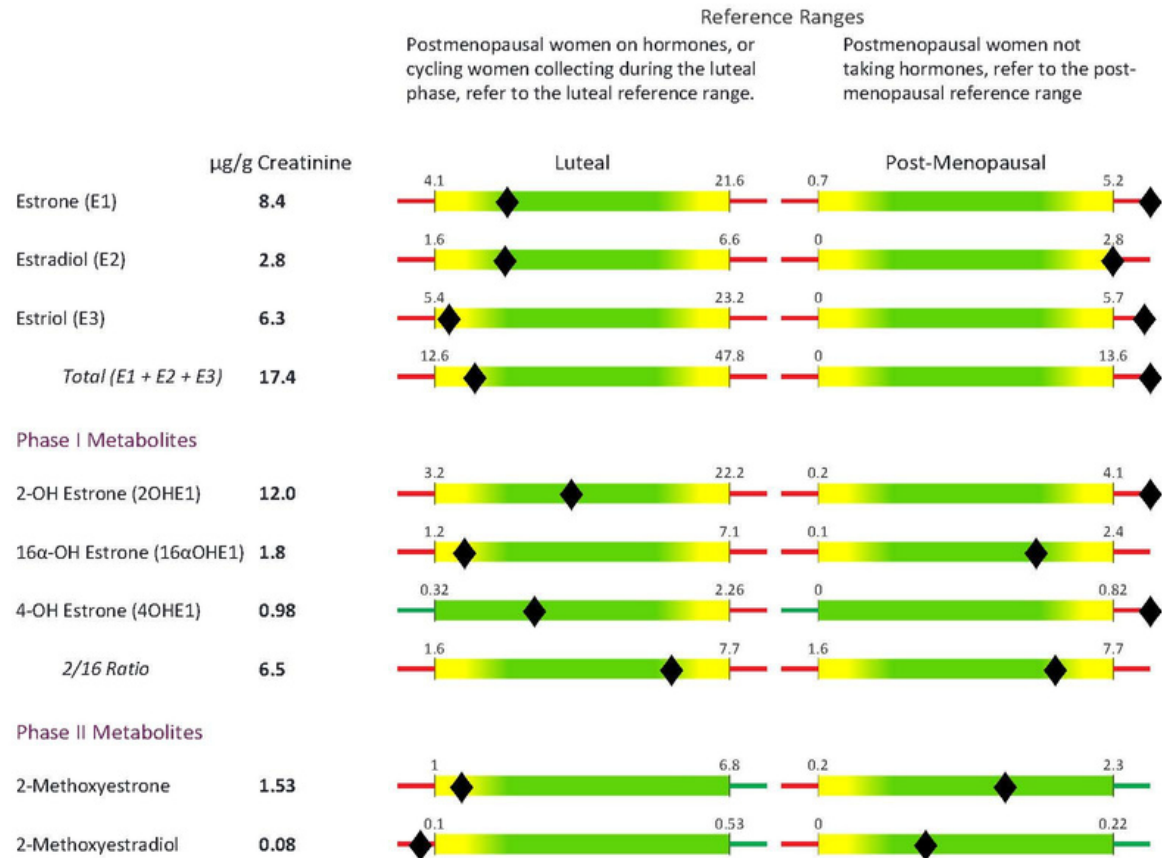 Reference Ranges
Postmenopausal women on hormones, or
cycling women collecting during the luteal
phase, refer to the luteal reference range.
Postmenopausal women not
taking hormones, refer to the post-
menopausal reference range
µg/g Creatinine Luteal Post-Menopausal
4.1 21.6 0.7 5.2
Estrone (E1) 8.4
1.6 6.6 0 2.8
Estradiol (E2) 2.8
5.4 23.2 0 5.7
Estriol (E3) 6.3
12.6 47.8 0 13.6
Total (E1 + E2 + E3) 17.4
Phase I Metabolites
3.2 22.2 0.2 4.1
2-OH Estrone (2OHE1) 12.0
1.2 7.1 0.1 2.4
16α-OH Estrone (16αOHE1) 1.8
0.32 2.26 0 0.82
4-OH Estrone (4OHE1) 0.98
1.6 7.7 1.6 7.7
2/16 Ratio 6.5
Phase II Metabolites
1 6.8 0.2 2.3
2-Methoxyestrone 1.53
0.1 0.53 0 0.22
2-Methoxyestradiol 0.08